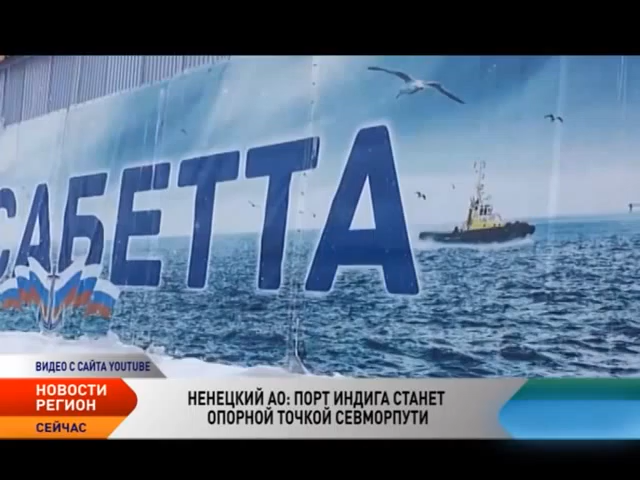 САБЕТТА
ВИДЕО С САЙТА YOUTUBE
НОВОСТИ
РЕГИОН
СЕЙЧАС
НЕНЕЦКИЙ АО: ПОРТ ИНДИГА СТАНЕТ
ОПОРНОЙ ТОЧКОЙ СЕВМОРПУТИ